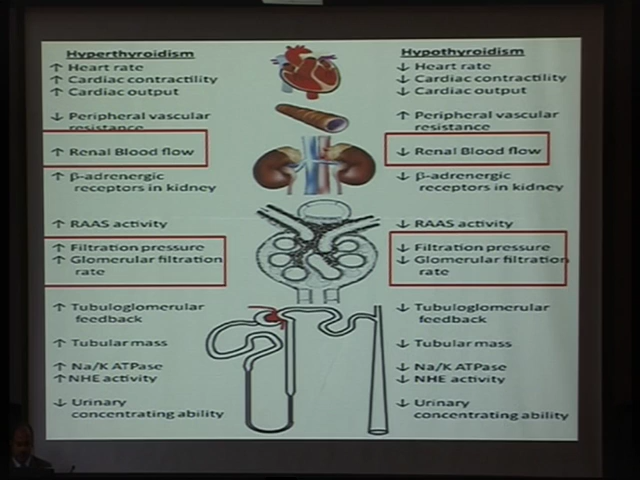 Hyperthyroidism
↑ Heart rate
↑ Cardiac contractility
↑ Cardiac output
↓ Peripheral vascular
resistance
↑ Renal Blood flow
↑ β-adrenergic
receptors in kidney
↑ RAAS activity
↑ Filtration pressure
↑ Glomerular filtration
rate
↑ Tubuloglomerular
feedback
↑ Tubular mass
↑ Na/K ATPase
↑ NHE activity
↓ Urinary
concentrating ability
Hypothyroidism
↓ Heart rate
↓ Cardiac contractility
↓ Cardiac output
↑ Peripheral vascular
resistance
↓ Renal Blood flow
↓ β-adrenergic
receptors in kidney
↓ RAAS activity
↓ Filtration pressure
↓ Glomerular filtration
rate
↓ Tubuloglomerular
feedback
↓ Tubular mass
↓ Na/K ATPase
↓ NHE activity
↓ Urinary
concentrating ability